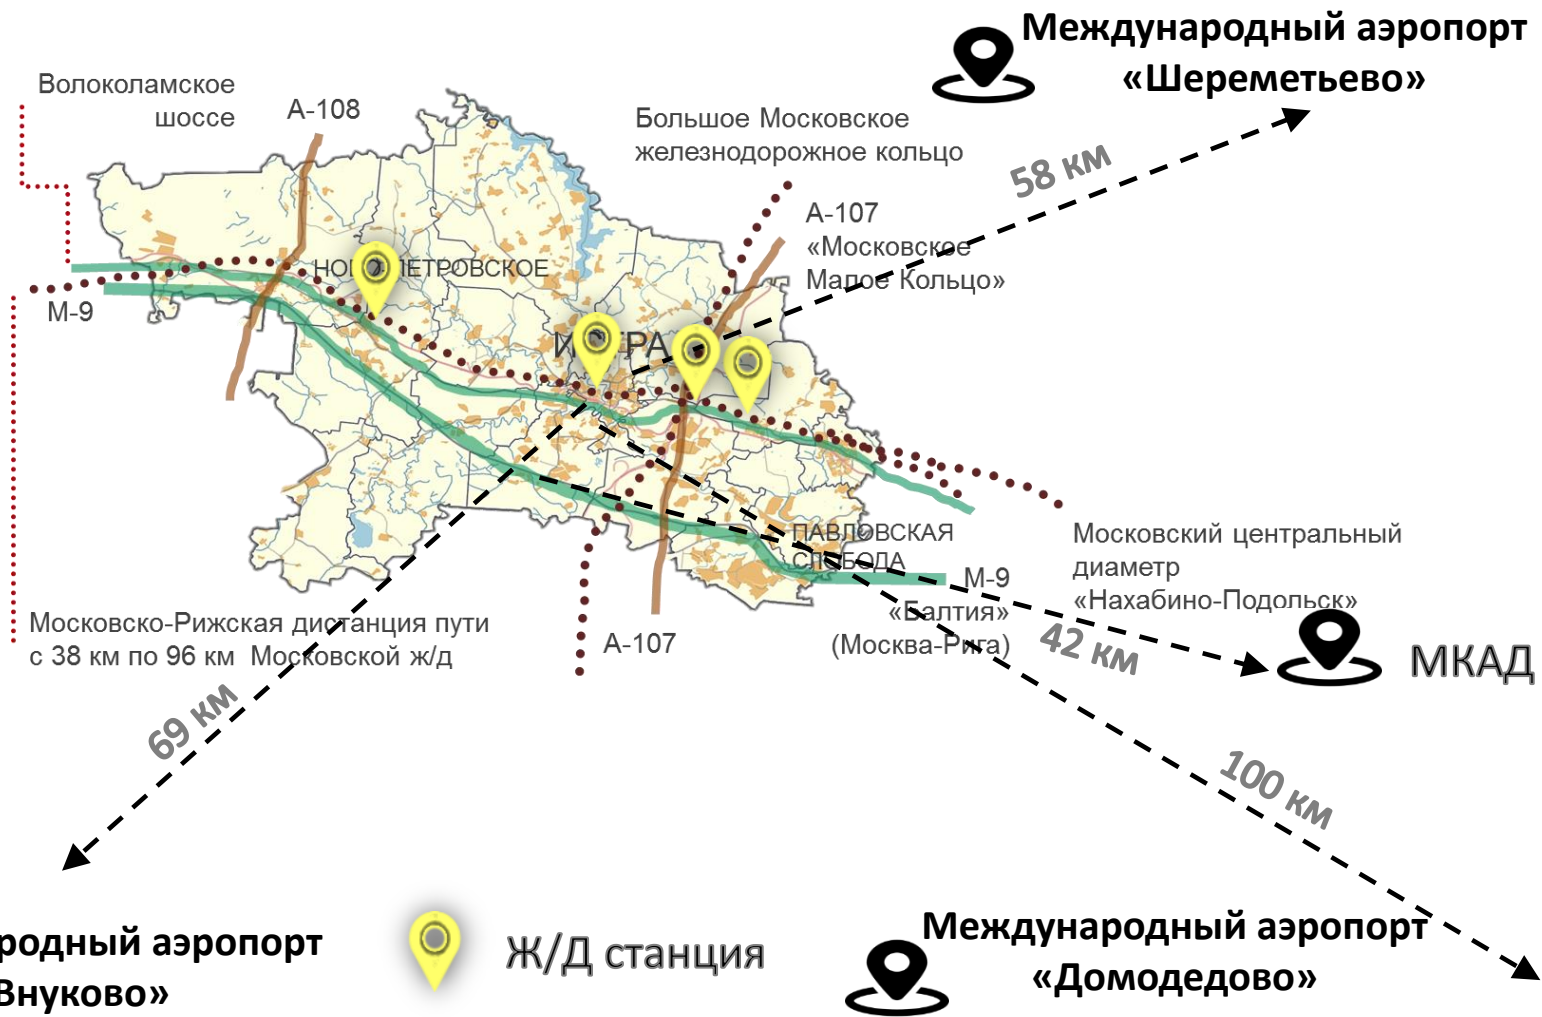 Международный аэропорт
«Шереметьево»
Волоколамское
шоссе
А-108
Большое Московское
железнодорожное кольцо
58 км
А-107
«Московское
Малое Кольцо»
М-9
ПАВЛОВСКАЯ
СЛОБОДА
Московский центральный
диаметр
«Нахабино-Подольск»
М-9
«Балтия»
(Москва-Рига)
Московско-Рижская дистанция пути
с 38 км по 96 км Московской ж/д
А-107
42 км
МКАД
69 км
100 км
родный аэропорт
Внуково»
Ж/Д станция
Международный аэропорт
«Домодедово»